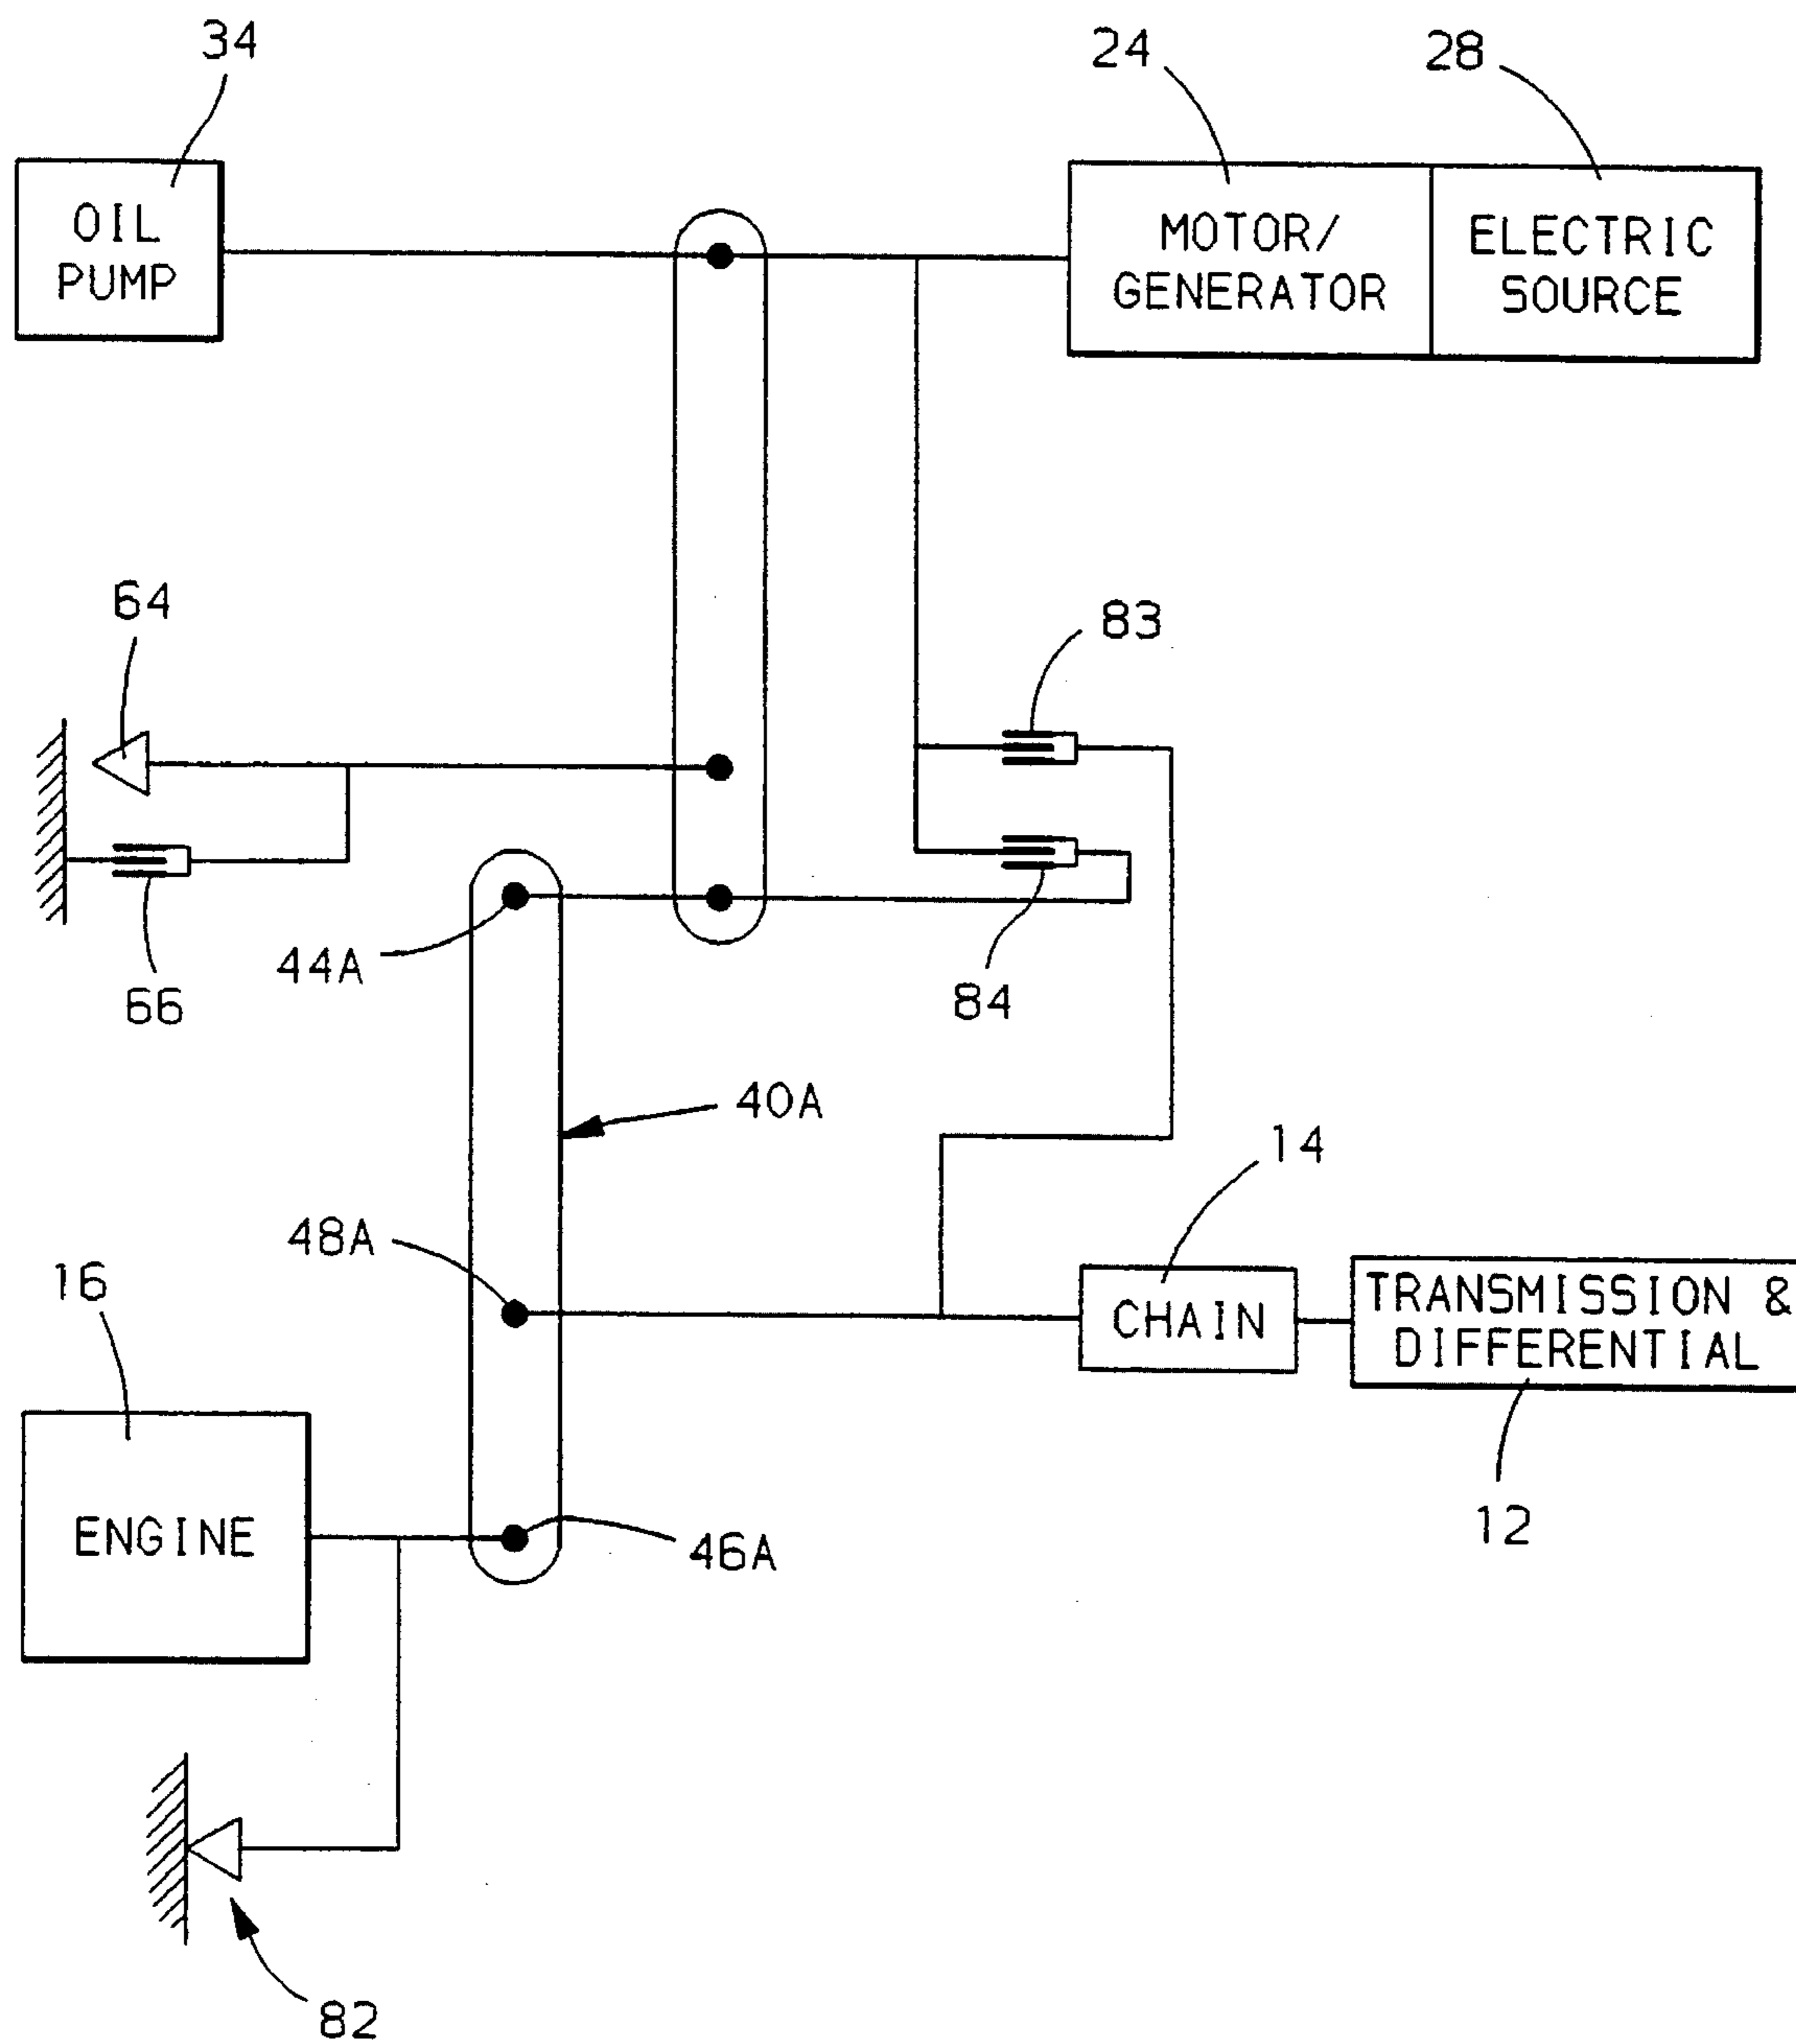 34
24
28
OIL
PUMP
MOTOR/
GENERATOR
ELECTRIC
SOURCE
64
83
66
44A
84
40A
14
48A
16
CHAIN
TRANSMISSION &
DIFFERENTIAL
ENGINE
46A
12
82